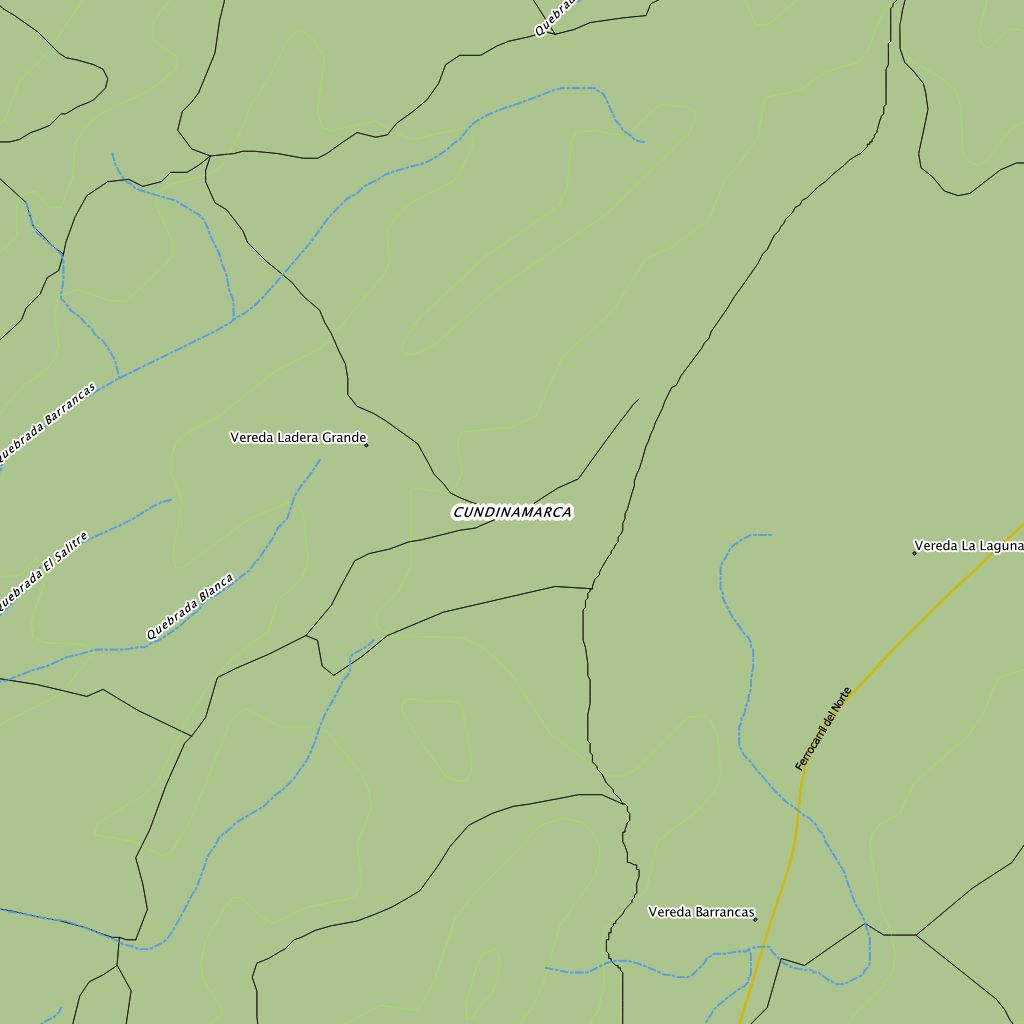 Quebrada
Quebrada Barrancas
Vereda Ladera Grande
CUNDINAMARCA
Vereda La Laguna
Quebrada El Salitre
Quebrada Blanca
Ferrocarril del Norte
Vereda Barrancas